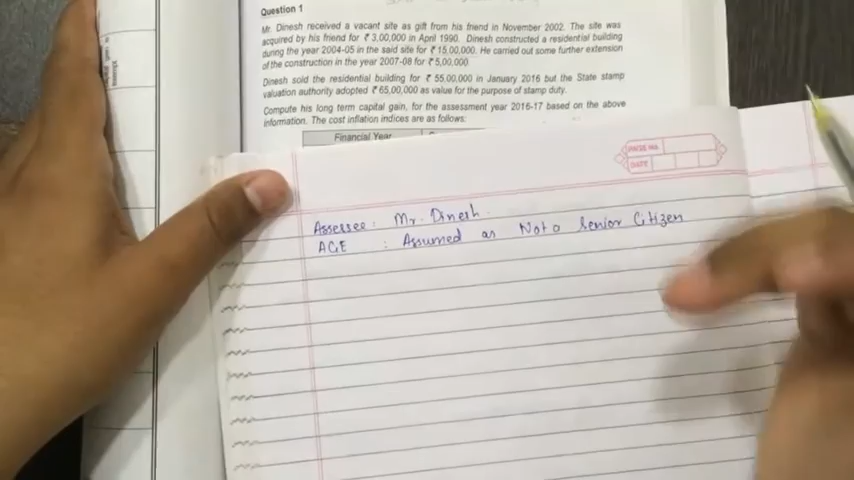 Question 1
Mr. Dinesh received a vacant site as gift from his friend in November 2002. The site was
acquired by his friend for ₹ 3,00,000 in April 1990. Dinesh constructed a residential building
during the year 2004-05 in the said site for ₹ 15,00,000. He carried out some further extension
of the construction in the year 2007-08 for ₹ 5,00,000
Dinesh sold the residential building for ₹ 55,00,000 in January 2016 but the State stamp
valuation authority adopted ₹ 65,00,000 as value for the purpose of stamp duty.
Compute his long term capital gain, for the assessment year 2016-17 based on the above
information. The cost inflation indices are as follows:
Financial Year
PAGE NO.
DATE
Assessee : Mr. Dinesh.
AGE : Assumed as Not a Senior Citizen